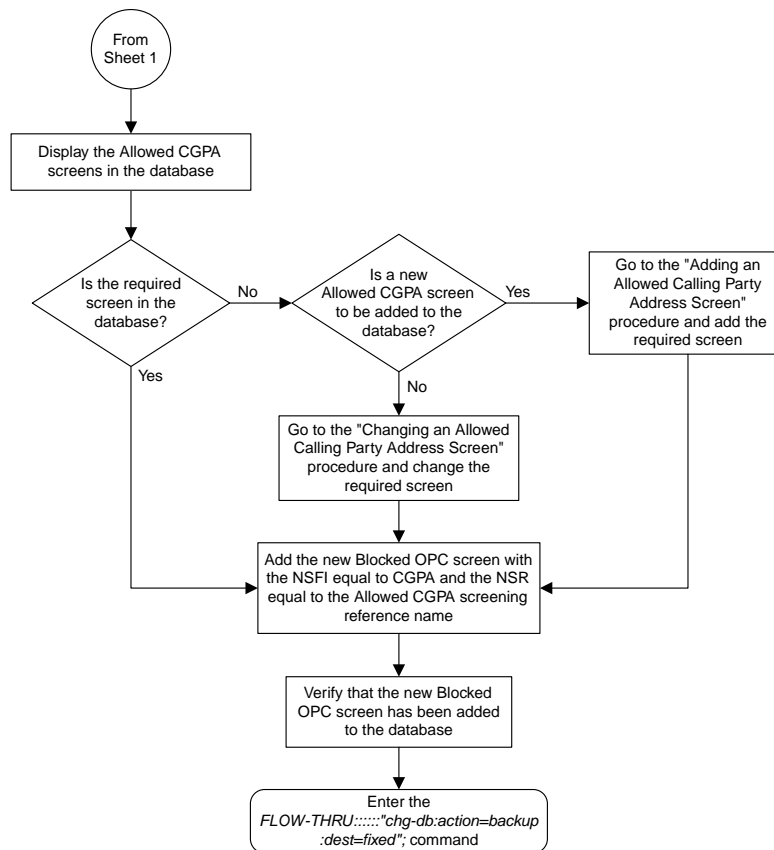 From
Sheet 1
Display the Allowed CGPA
screens in the database
Is the required
screen in the
database?
No
Yes
Is a new
Allowed CGPA screen
to be added to the
database?
Yes
No
Go to the "Adding an
Allowed Calling Party
Address Screen"
procedure and add the
required screen
Go to the "Changing an Allowed
Calling Party Address Screen"
procedure and change the
required screen
Add the new Blocked OPC screen with
the NSFI equal to CGPA and the NSR
equal to the Allowed CGPA screening
reference name
Verify that the new Blocked
OPC screen has been added
to the database
Enter the
FLOW-THRU::::::"chg-db:action=backup
:dest=fixed"; command